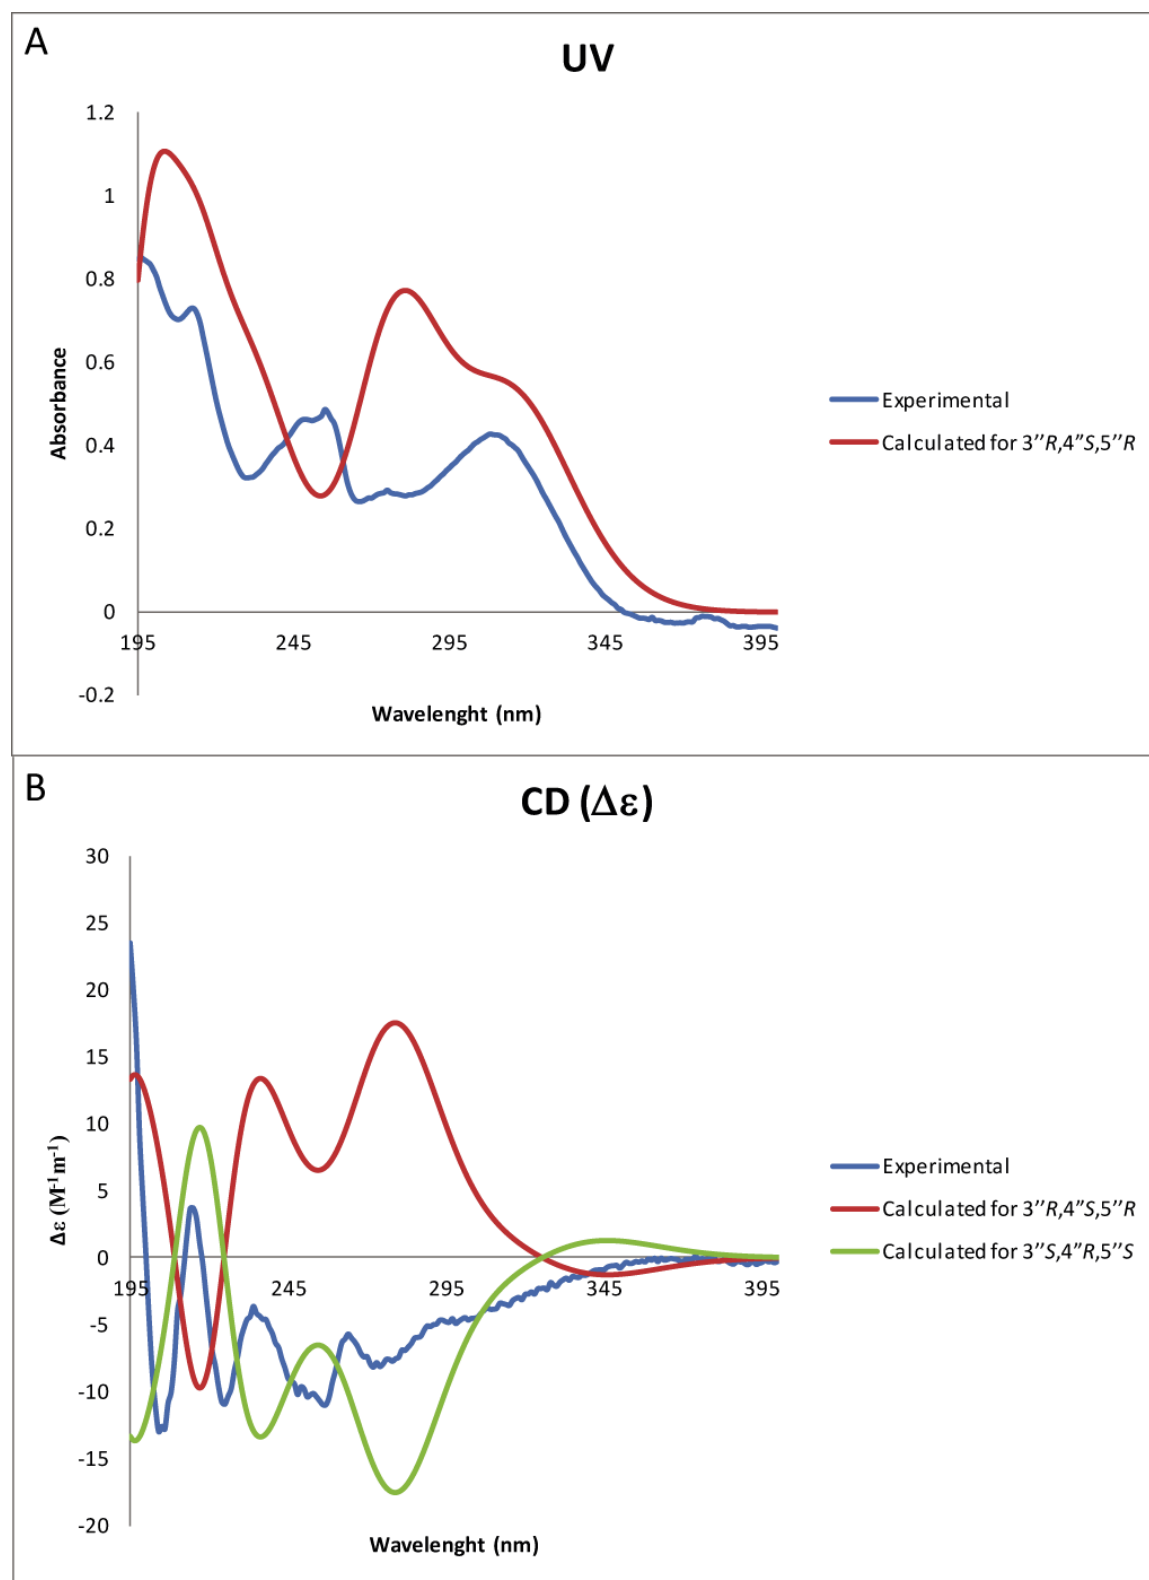 A
UV
1.2
1
0.8
0.6
0.4
0.2
0
-0.2
Absorbance
195
245
295
345
395
Wavelenght (nm)
Experimental
Calculated for 3’’R,4’’S,5’’R
B
CD (Δε)
30
25
20
15
10
5
0
-5
-10
-15
-20
Δε (M⁻¹m⁻¹)
195
245
295
345
395
Wavelenght (nm)
Experimental
Calculated for 3’’R,4’’S,5’’R
Calculated for 3’’S,4’’R,5’’S